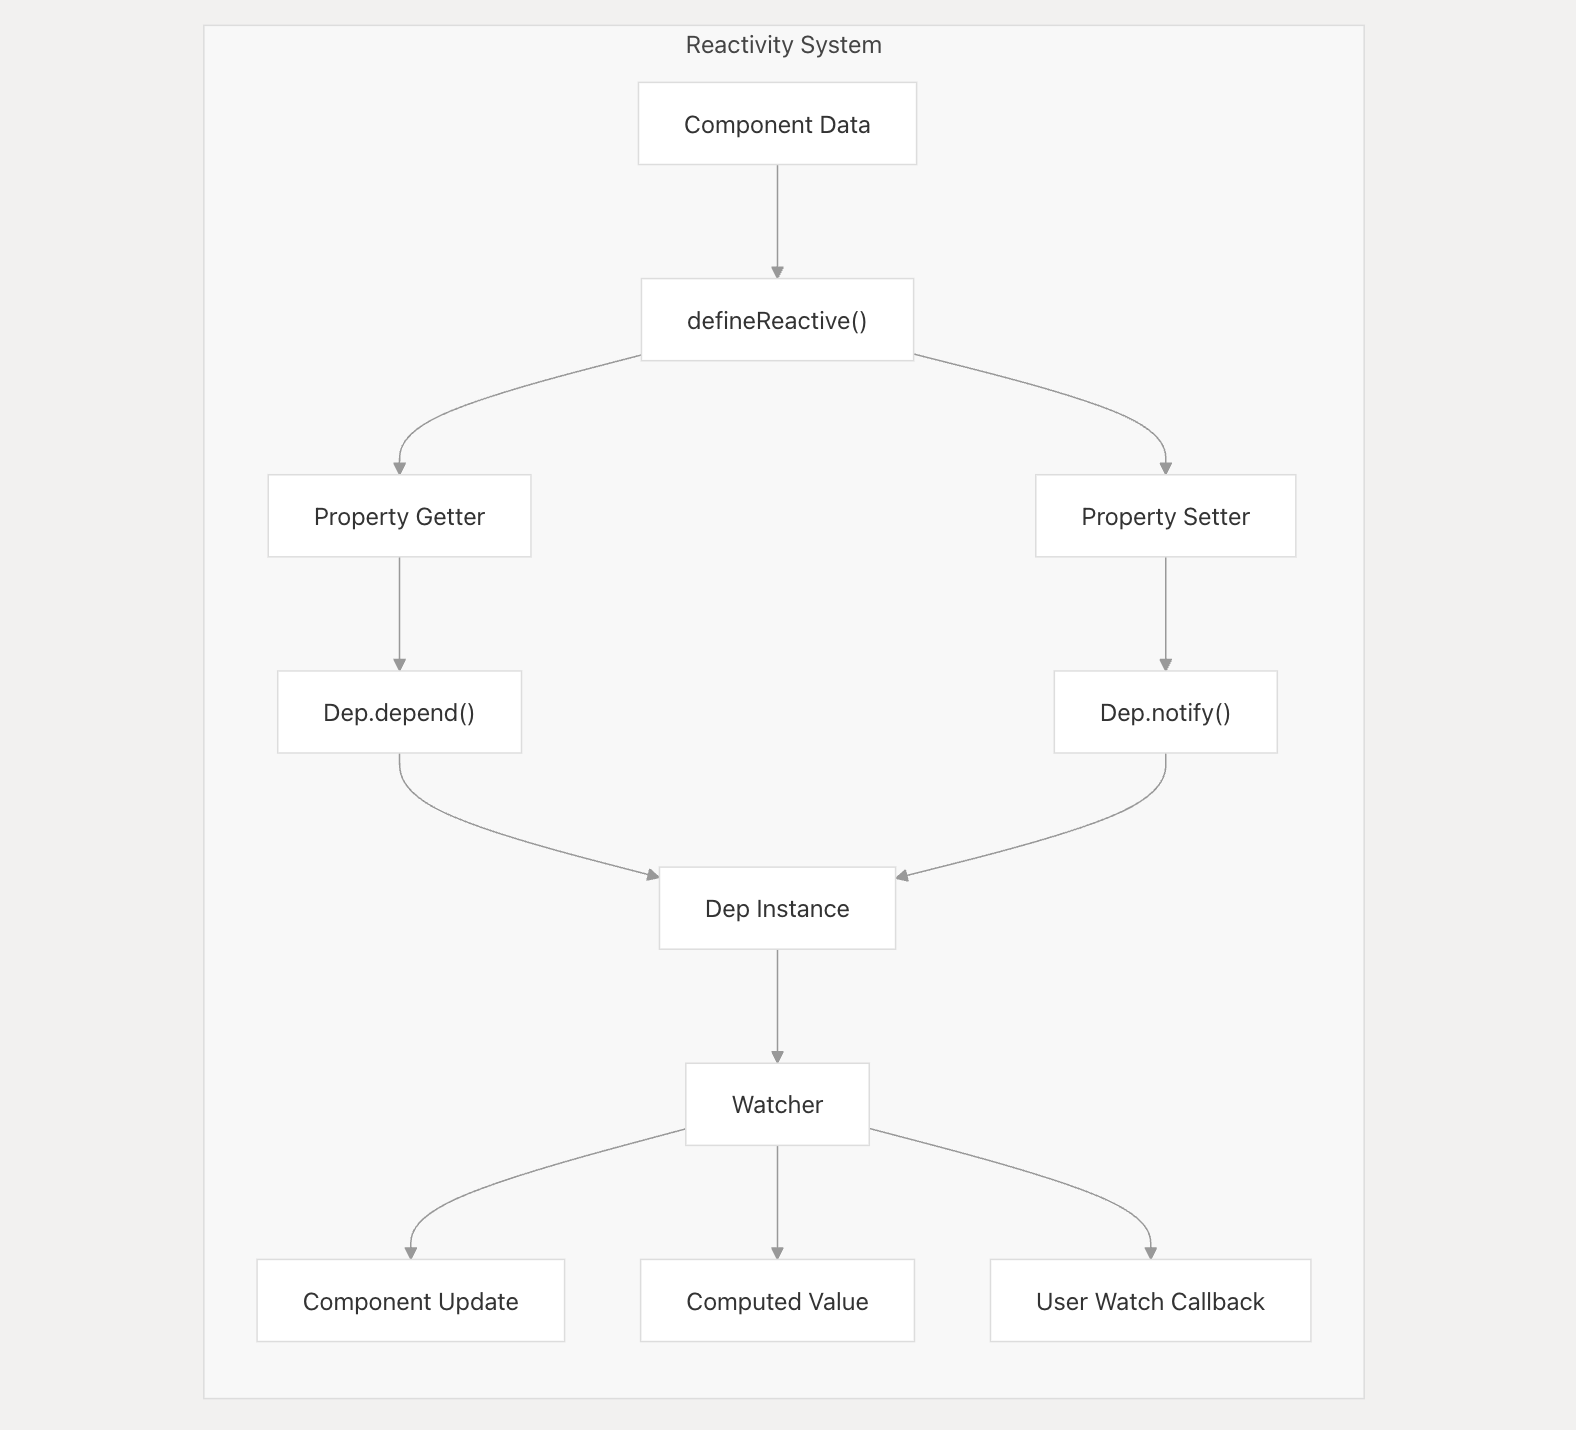 Reactivity System
Component Data
defineReactive()
Property Getter
Property Setter
Dep.depend()
Dep.notify()
Dep Instance
Watcher
Component Update
Computed Value
User Watch Callback